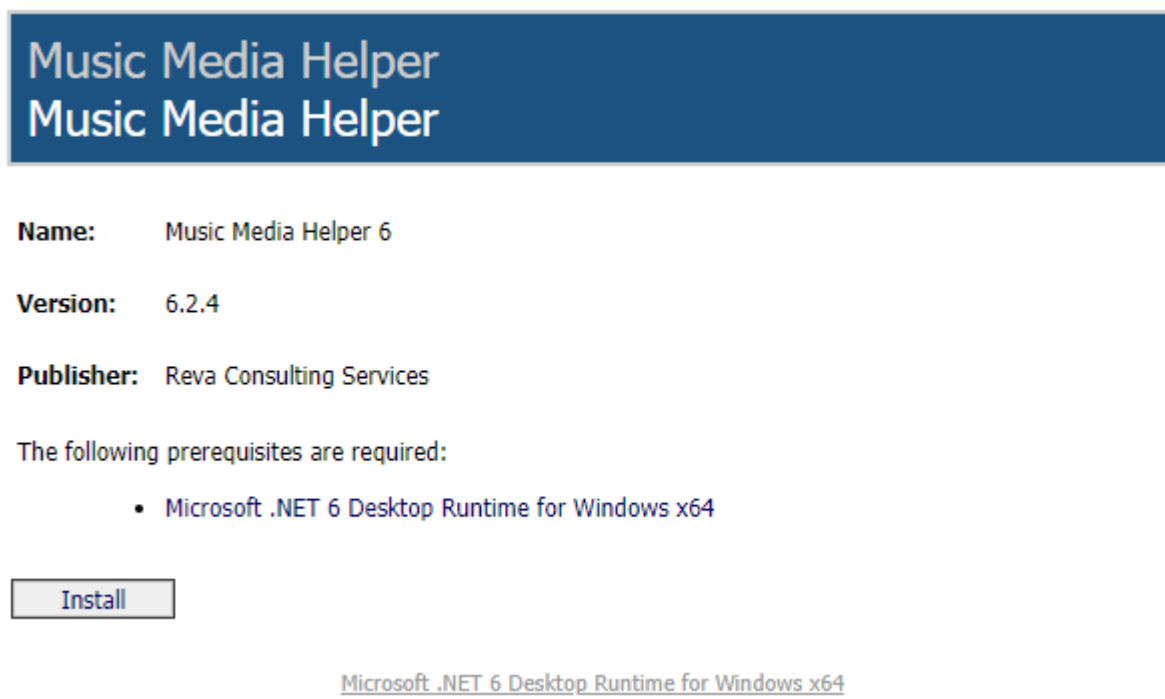 Music Media Helper
Music Media Helper
Name: Music Media Helper 6
Version: 6.2.4
Publisher: Reva Consulting Services
The following prerequisites are required:
• Microsoft .NET 6 Desktop Runtime for Windows x64
Install
Microsoft .NET 6 Desktop Runtime for Windows x64